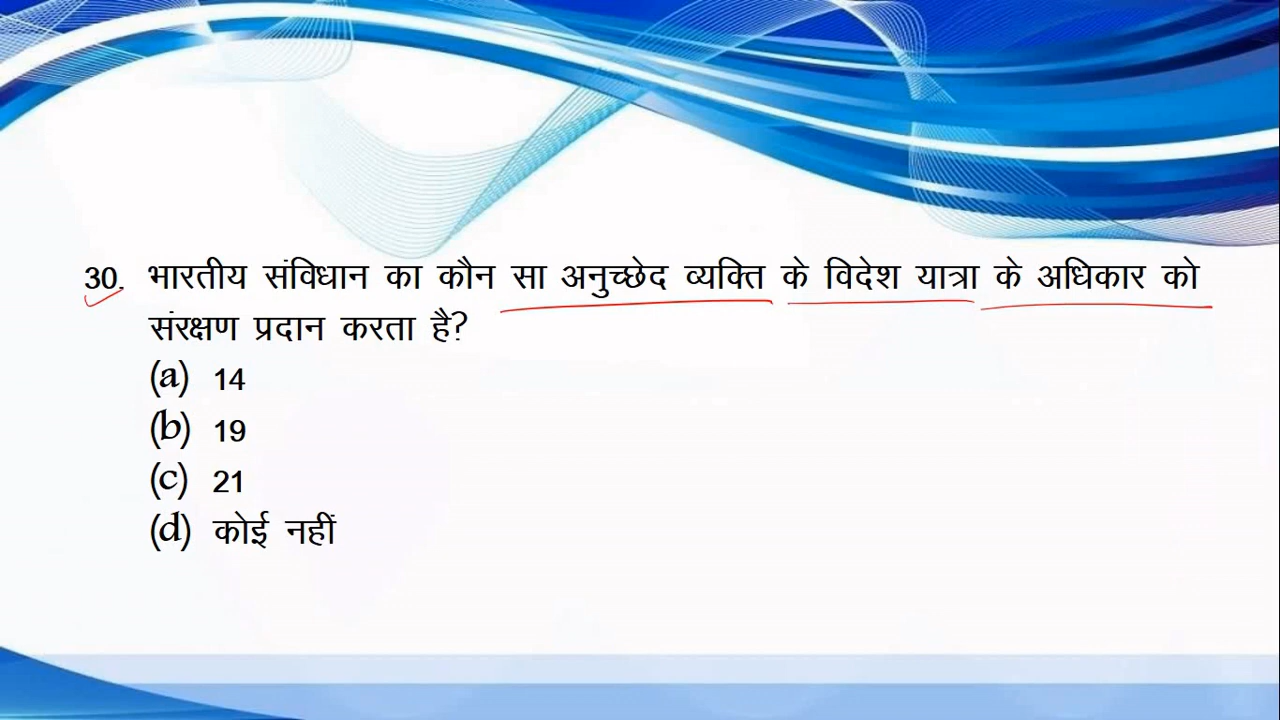 30. भारतीय संविधान का कौन सा अनुच्छेद व्यक्ति के विदेश यात्रा के अधिकार को
संरक्षण प्रदान करता है?
(a) 14
(b) 19
(c) 21
(d) कोई नहीं